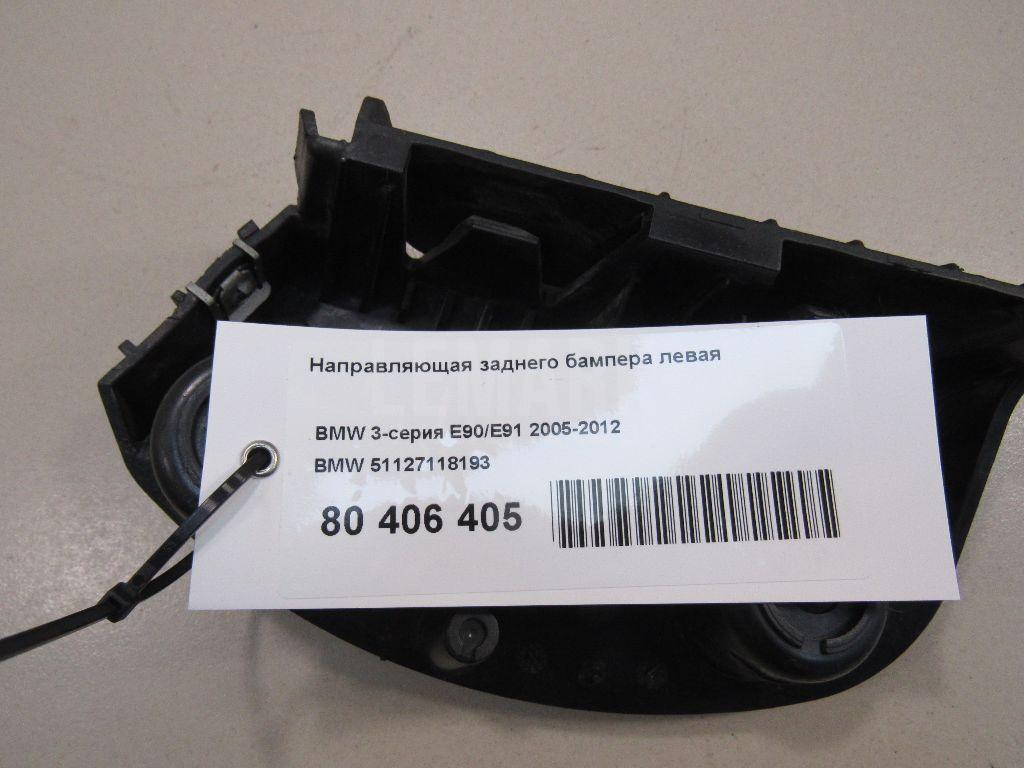 Направляющая заднего бампера левая
BMW 3-серия E90/E91 2005-2012
BMW 51127118193
80 406 405